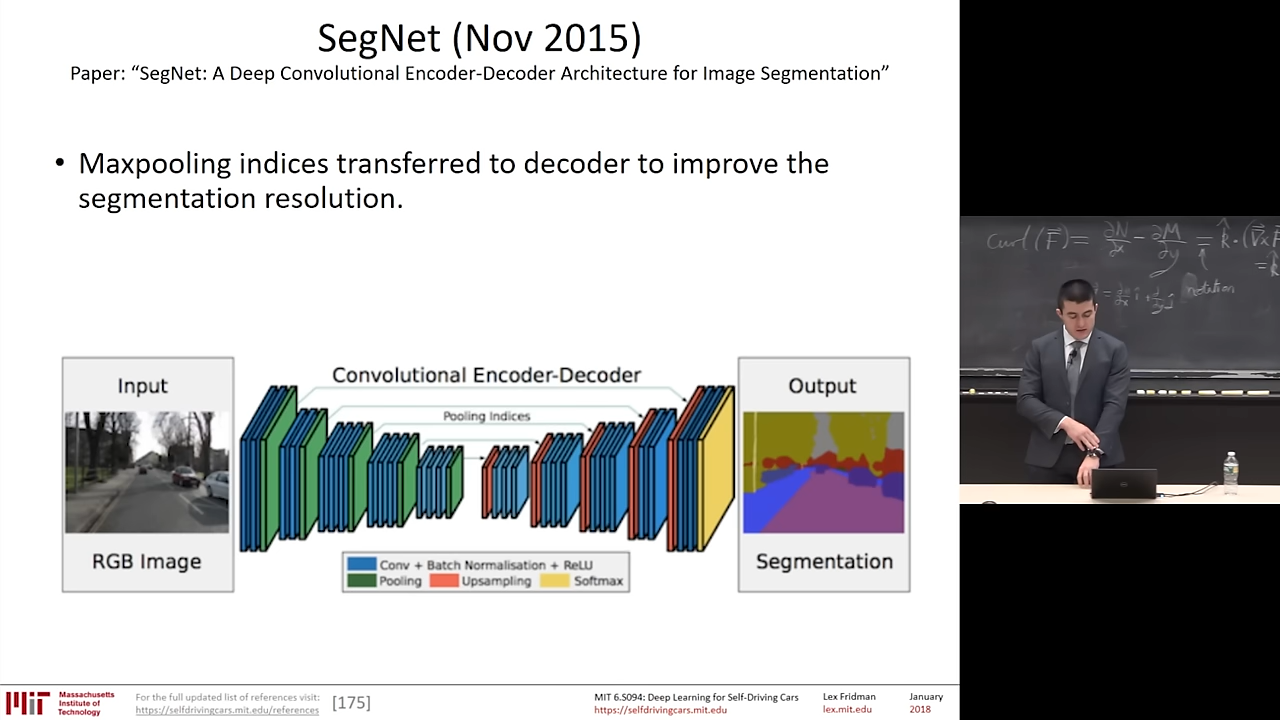 SegNet (Nov 2015)
Paper: “SegNet: A Deep Convolutional Encoder-Decoder Architecture for Image Segmentation”
• Maxpooling indices transferred to decoder to improve the
segmentation resolution.
Convolutional Encoder-Decoder
Input
Output
Pooling Indices
RGB Image
Segmentation
Conv + Batch Normalisation + ReLU
Pooling
Upsampling
Softmax
Massachusetts
Institute of
Technology
For the full updated list of references visit:
https://selfdrivingcars.mit.edu/references
[175]
MIT 6.S094: Deep Learning for Self-Driving Cars
https://selfdrivingcars.mit.edu
Lex Fridman
lex.mit.edu
January
2018
curl (F⃗) = ∂N/∂x - ∂M/∂y = k̂ ·
notation